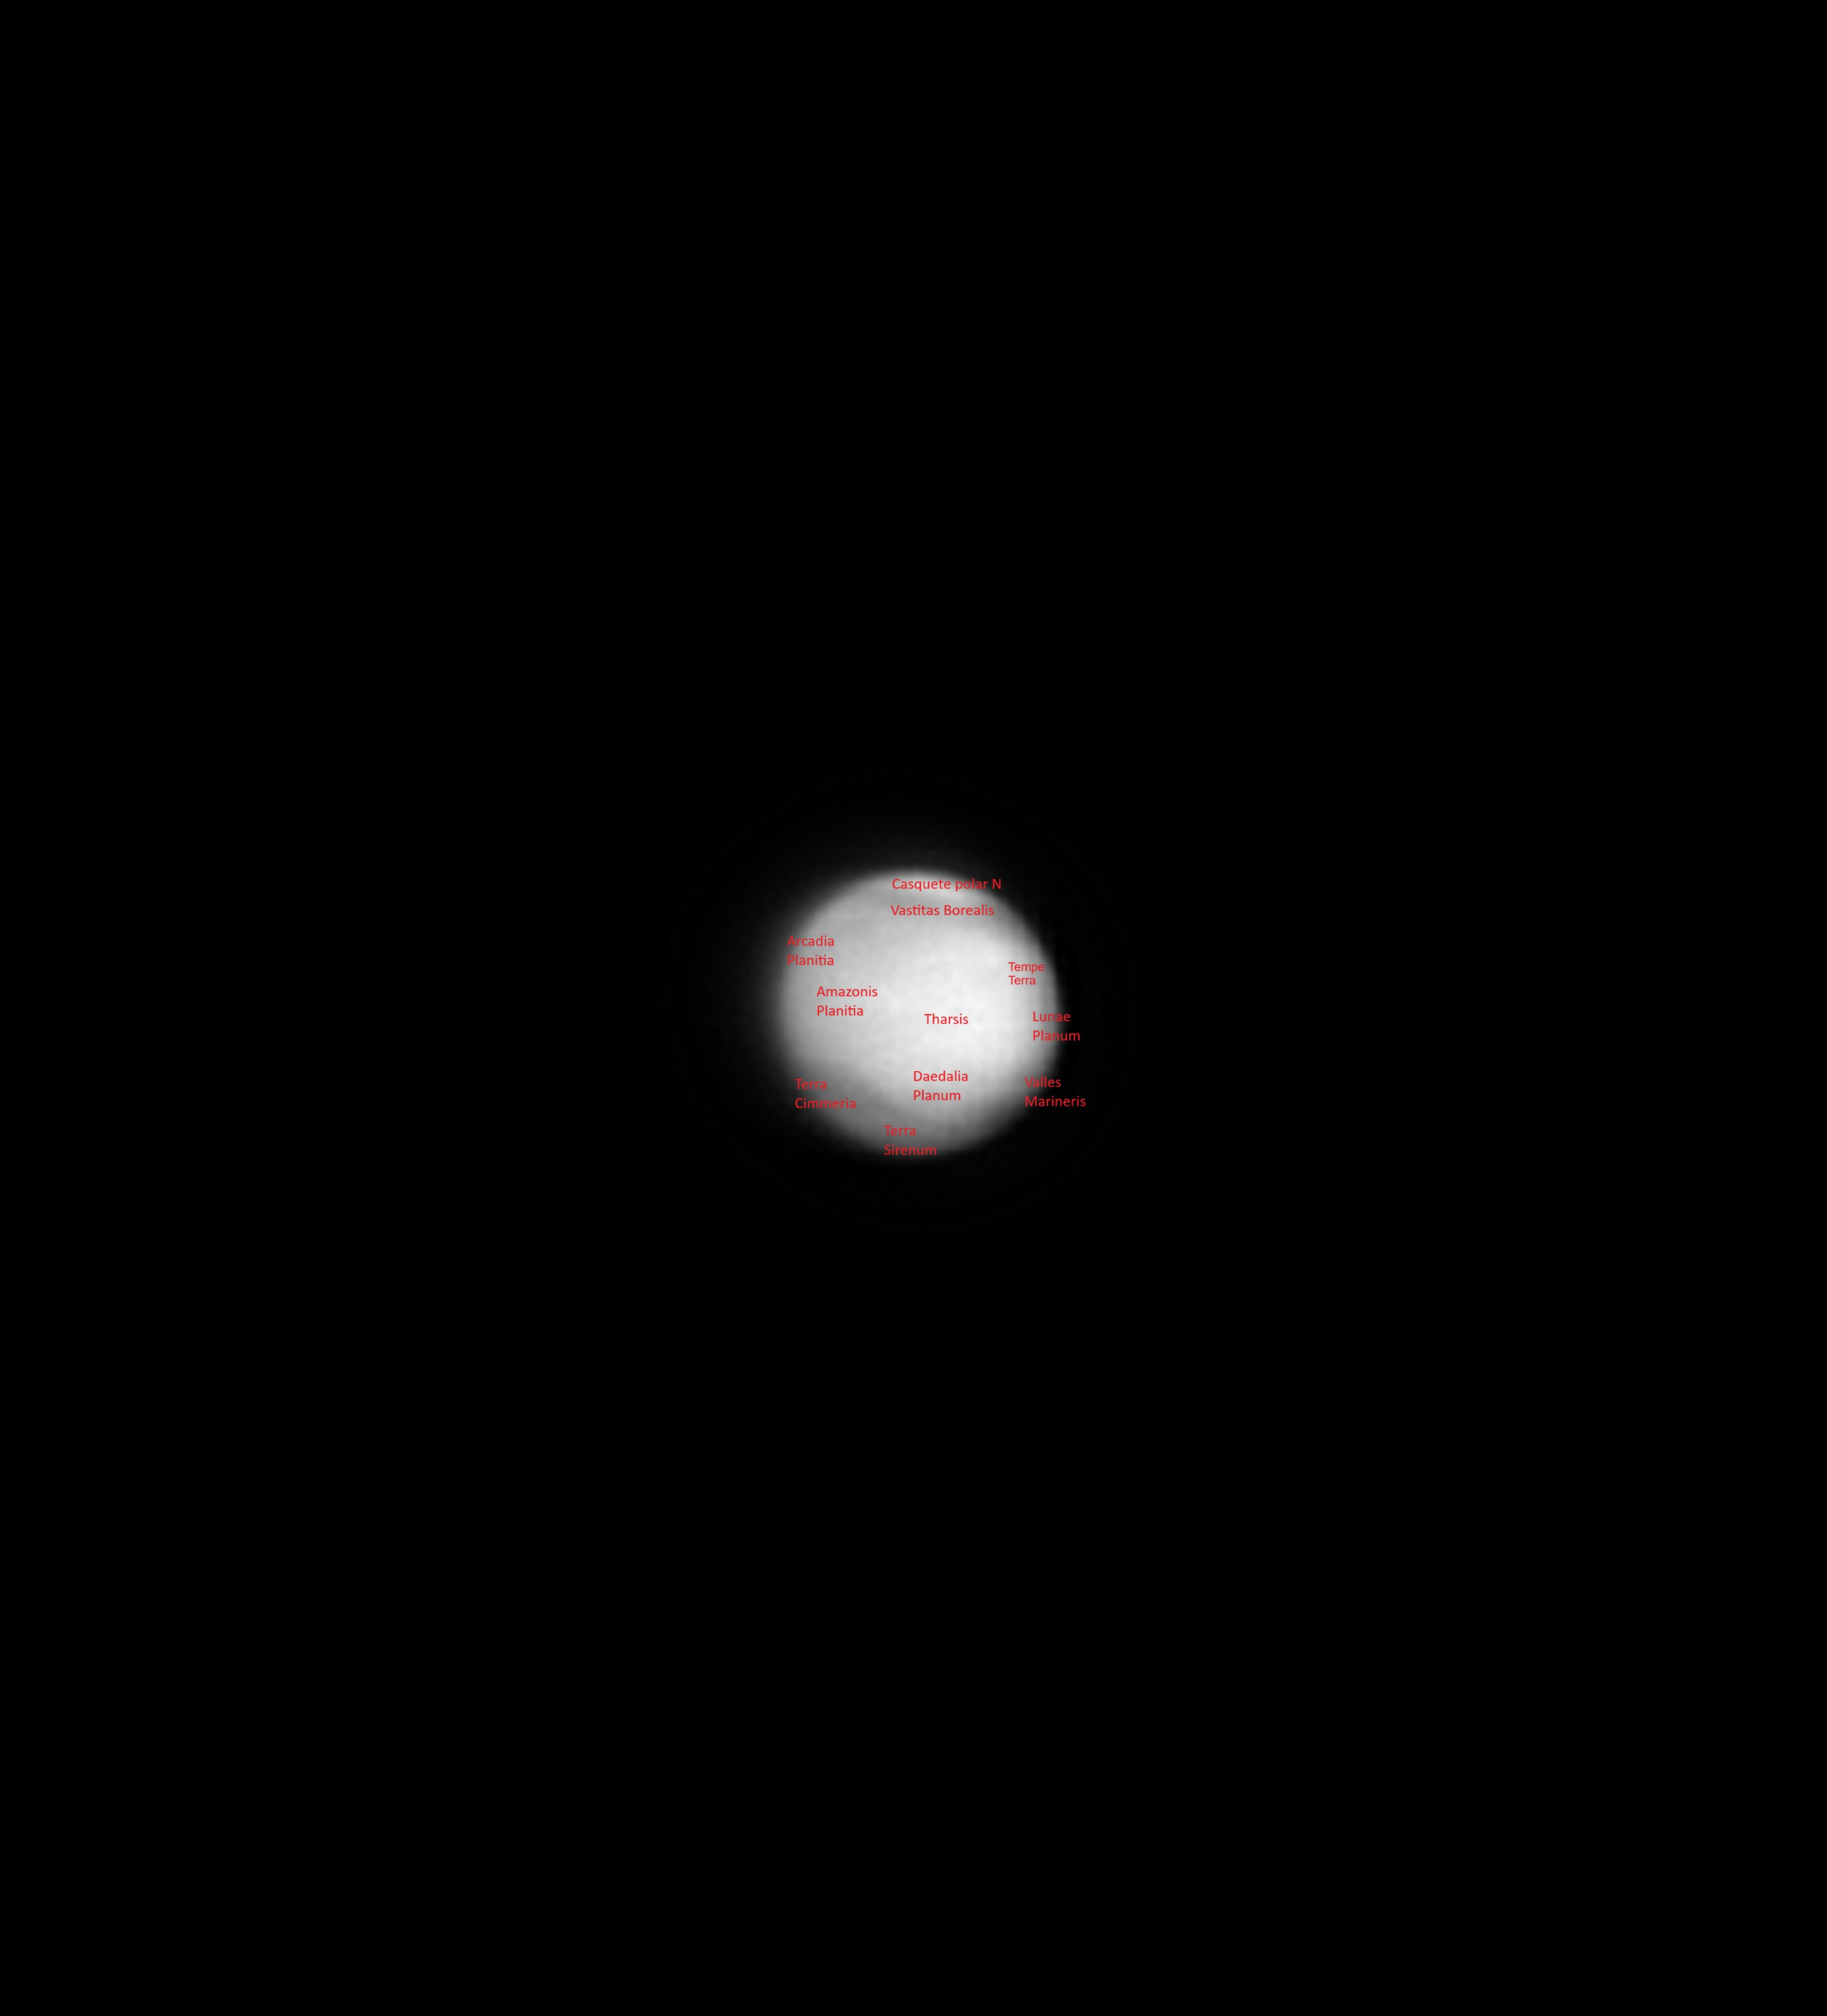 Casquete polar N
Vastitas Borealis
Arcadia
Planitia
Tempe
Terra
Amazonis
Planitia
Tharsis
Lunae
Planum
Daedalia
Planum
Valles
Marineris
Terra
Cimmeria
Terra
Sirenum